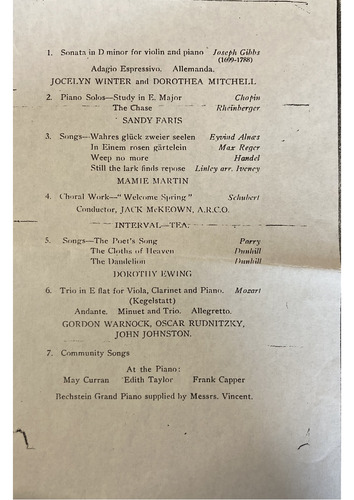 1. Sonata in D minor for violin and piano Joseph Gibbs
(1699-1788)
Adagio Espressivo. Allemanda.
JOCELYN WINTER and DOROTHEA MITCHELL
2. Piano Solos—Study in E. Major Chopin
The Chase Rheinberger
SANDY FARIS
3. Songs—Wahres glück zweier seelen Eyvind Alnæs
In Einem rosen gärtelein Max Reger
Weep no more Handel
Still the lark finds repose Linley arr. Iveney
MAMIE MARTIN
4. Choral Work—"Welcome Spring" Schubert
Conductor, JACK McKEOWN, A.R.C.O.
INTERVAL—TEA.
5. Songs—The Poet's Song Parry
The Cloths of Heaven Dunhill
The Dandelion Dunhill
DOROTHY EWING
6. Trio in E flat for Viola, Clarinet and Piano. Mozart
(Kegelstatt)
Andante. Minuet and Trio. Allegretto.
GORDON WARNOCK, OSCAR RUDNITZKY,
JOHN JOHNSTON.
7. Community Songs
At the Piano:
May Curran Edith Taylor Frank Capper
Bechstein Grand Piano supplied by Messrs. Vincent.